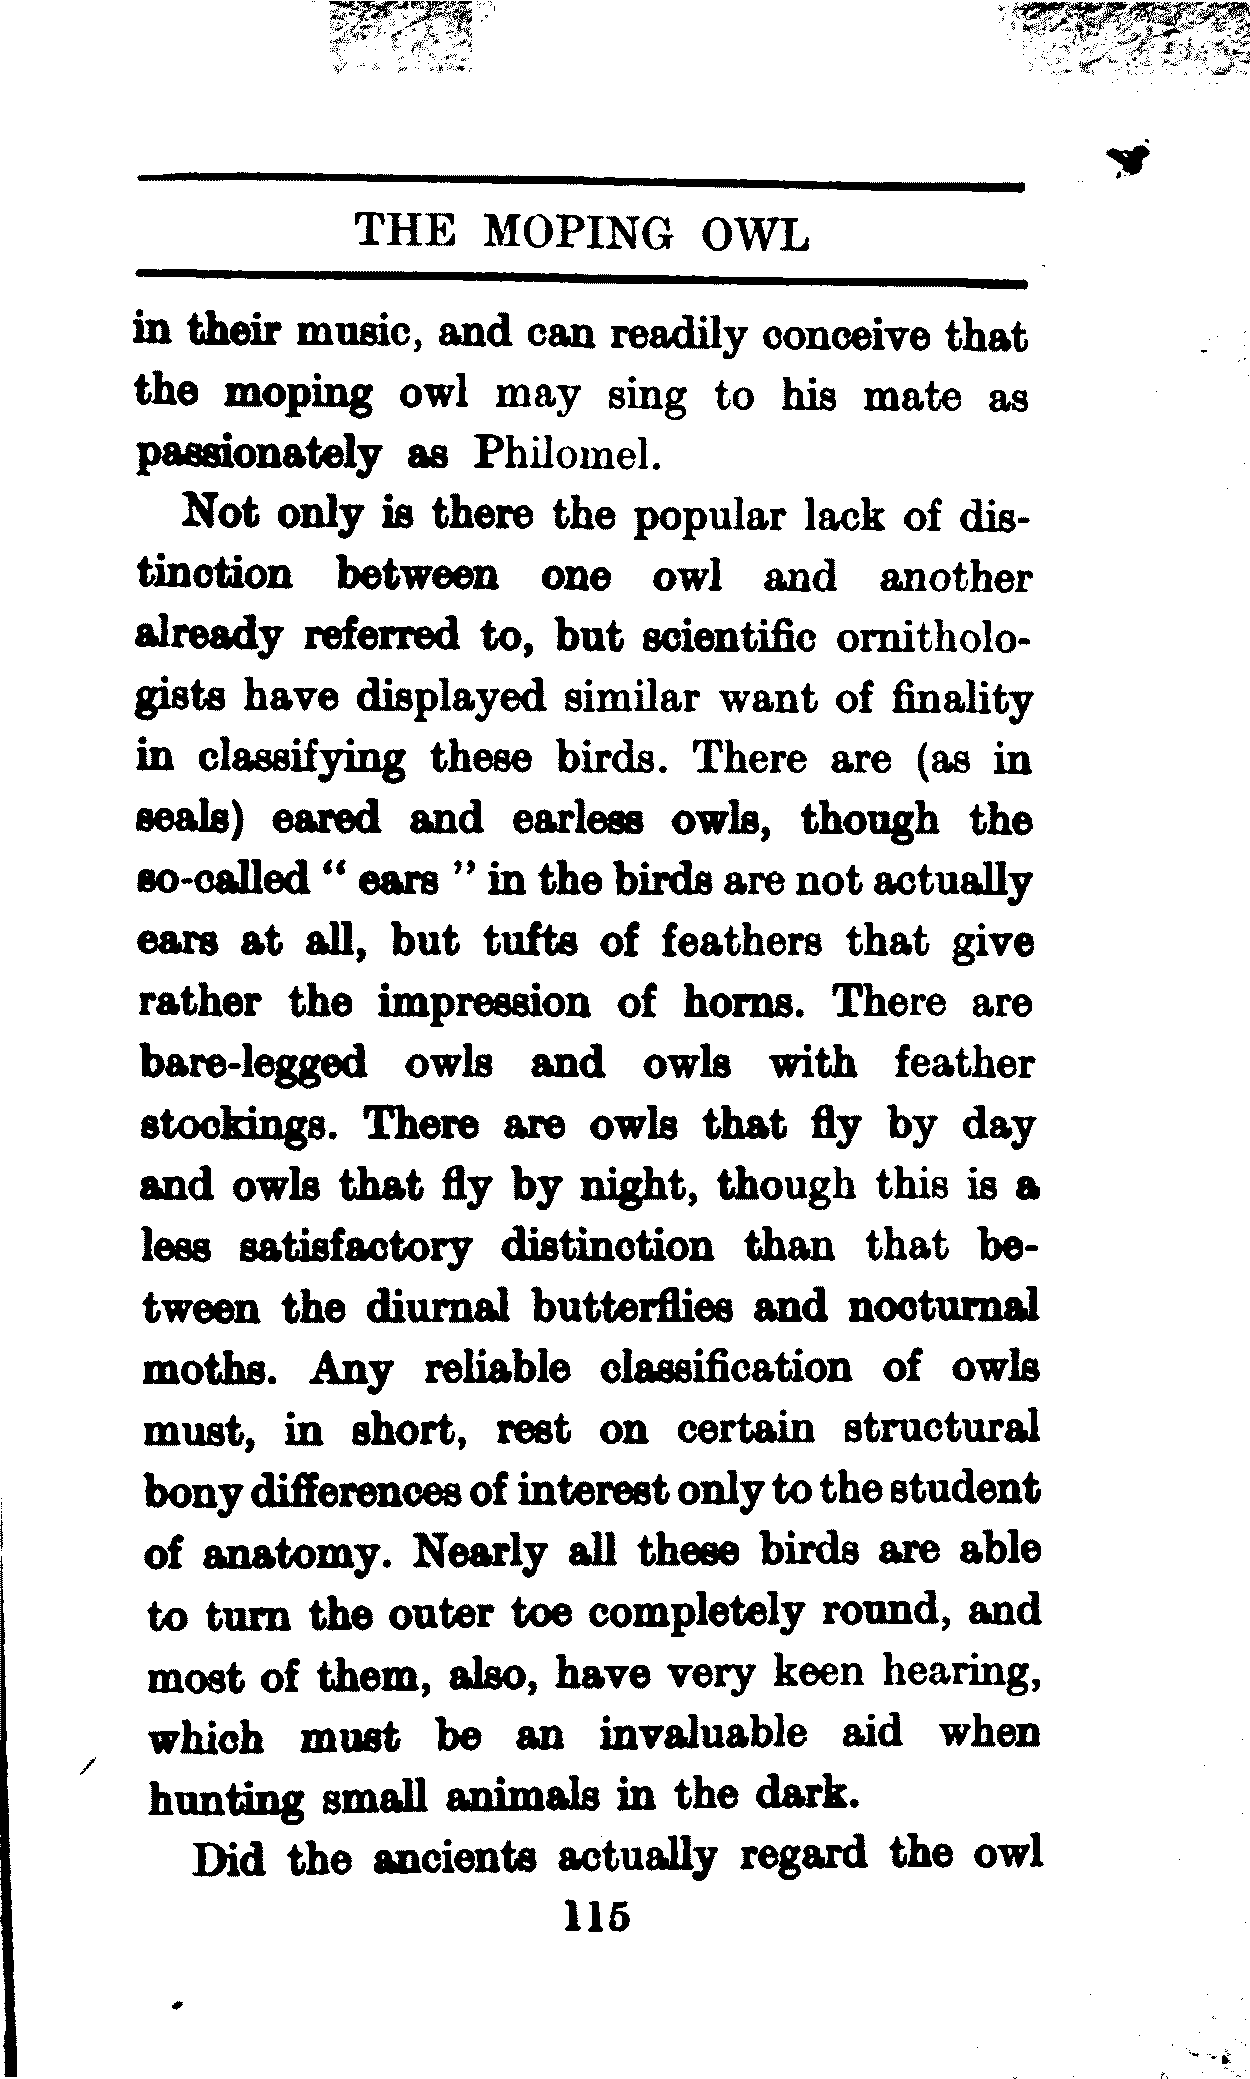 THE MOPING OWL
in their music, and can readily conceive that
the moping owl may sing to his mate as
passionately as Philomel.
Not only is there the popular lack of dis-
tinction between one owl and another
already referred to, but scientific ornitholo-
gists have displayed similar want of finality
in classifying these birds. There are (as in
seals) eared and earless owls, though the
so-called “ ears ” in the birds are not actually
ears at all, but tufts of feathers that give
rather the impression of horns. There are
bare-legged owls and owls with feather
stockings. There are owls that fly by day
and owls that fly by night, though this is a
less satisfactory distinction than that be-
tween the diurnal butterflies and nocturnal
moths. Any reliable classification of owls
must, in short, rest on certain structural
bony differences of interest only to the student
of anatomy. Nearly all these birds are able
to turn the outer toe completely round, and
most of them, also, have very keen hearing,
which must be an invaluable aid when
hunting small animals in the dark.
Did the ancients actually regard the owl
115